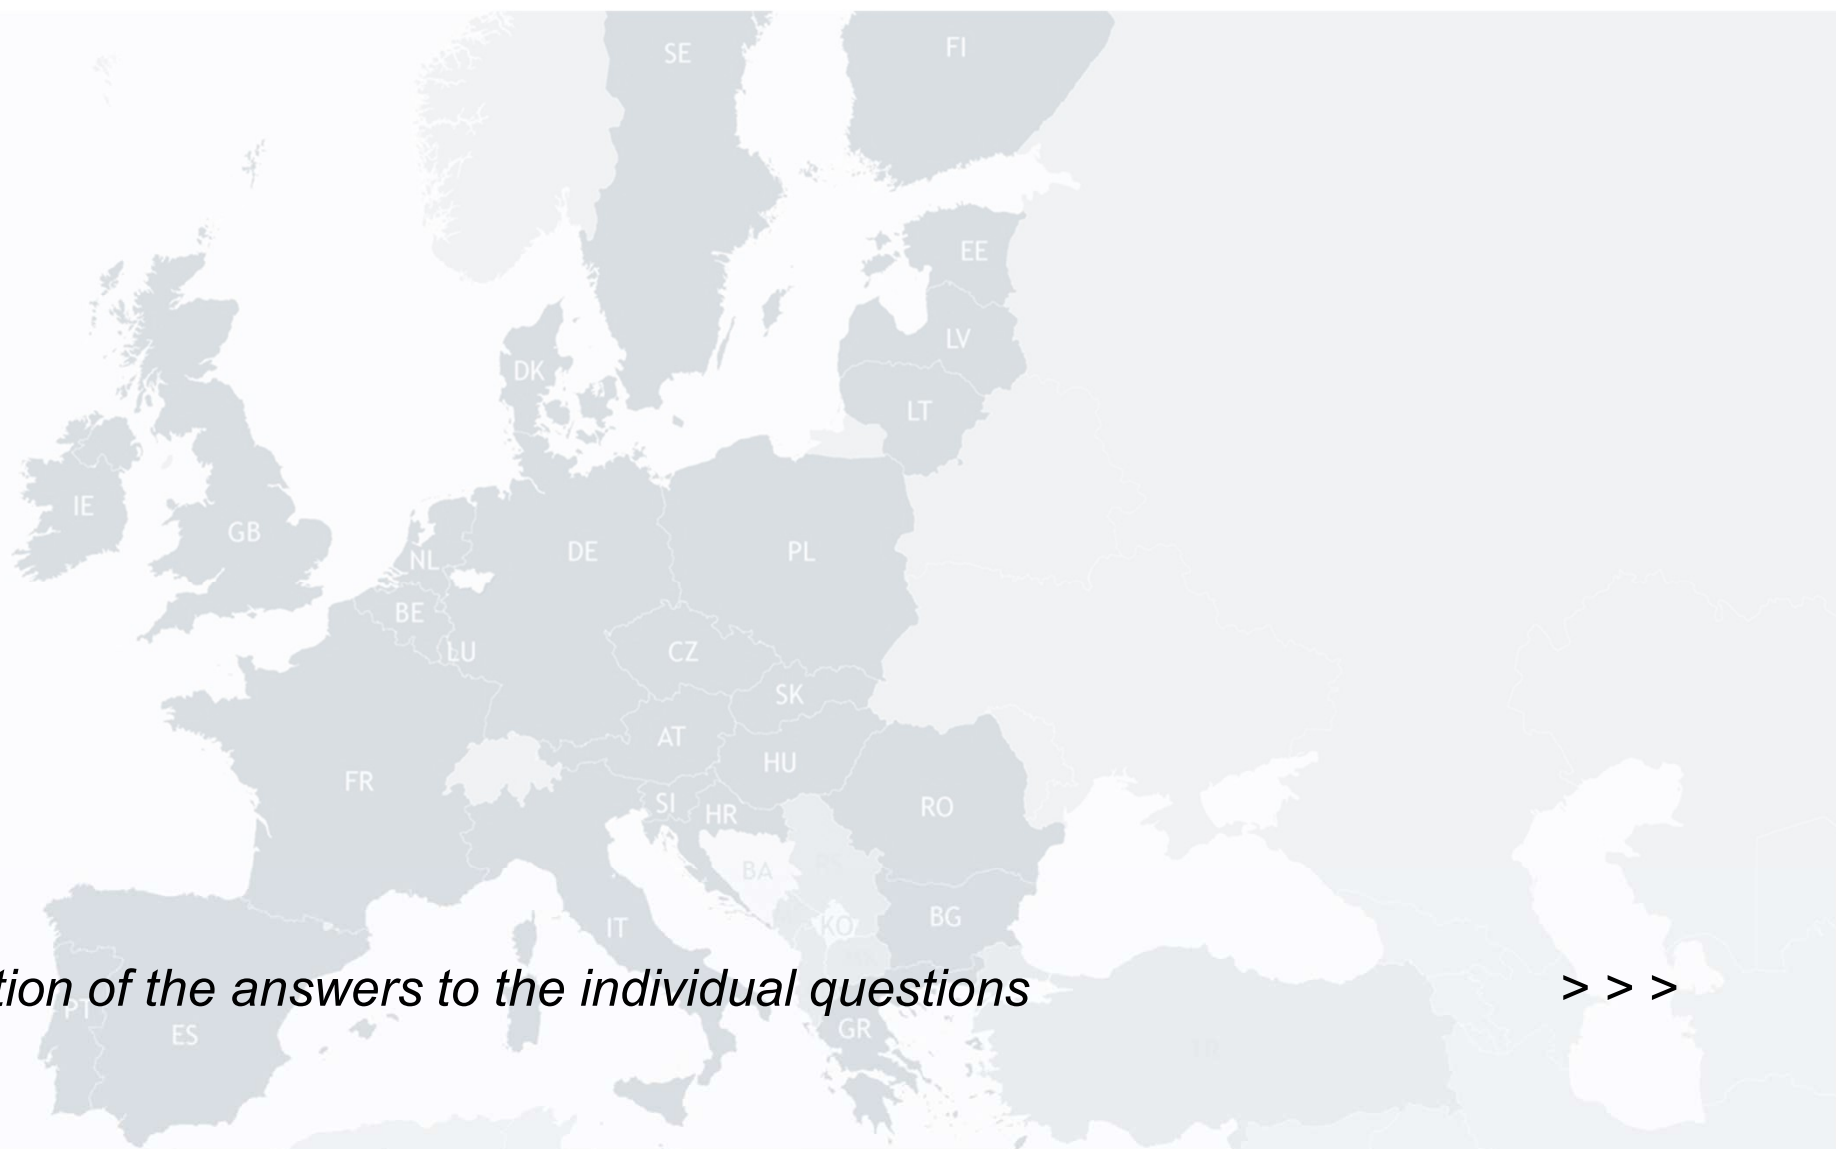 SE
FI
EE
LV
DK
LT
IE
GB
NL
DE
PL
BE
LU
CZ
SK
AT
HU
FR
SI
HR
RO
BA
KO
BG
IT
tion of the answers to the individual questions > > >
PT
ES
GR